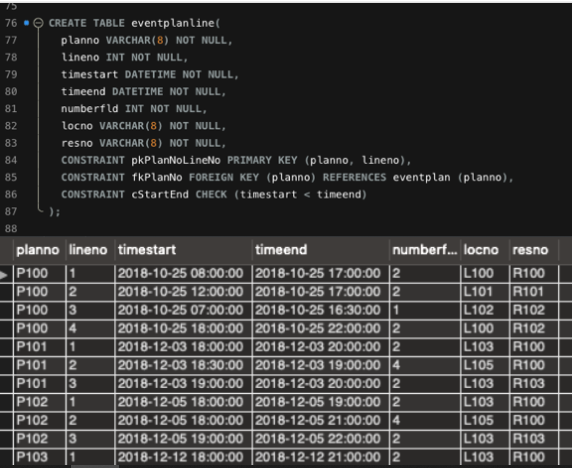 75
76 CREATE TABLE eventplanline(
77 planno VARCHAR(8) NOT NULL,
78 lineno INT NOT NULL,
79 timestart DATETIME NOT NULL,
80 timeend DATETIME NOT NULL,
81 numberfld INT NOT NULL,
82 locno VARCHAR(8) NOT NULL,
83 resno VARCHAR(8) NOT NULL,
84 CONSTRAINT pkPlanNoLineNo PRIMARY KEY (planno, lineno),
85 CONSTRAINT fkPlanNo FOREIGN KEY (planno) REFERENCES eventplan (planno),
86 CONSTRAINT cStartEnd CHECK (timestart < timeend)
87 );
88
planno lineno timestart timeend numberf... locno resno
P100 1 2018-10-25 08:00:00 2018-10-25 17:00:00 2 L100 R100
P100 2 2018-10-25 12:00:00 2018-10-25 17:00:00 2 L101 R101
P100 3 2018-10-25 07:00:00 2018-10-25 16:30:00 1 L102 R102
P100 4 2018-10-25 18:00:00 2018-10-25 22:00:00 2 L100 R102
P101 1 2018-12-03 18:00:00 2018-12-03 20:00:00 2 L103 R100
P101 2 2018-12-03 18:30:00 2018-12-03 19:00:00 4 L105 R100
P101 3 2018-12-03 19:00:00 2018-12-03 20:00:00 2 L103 R103
P102 1 2018-12-05 18:00:00 2018-12-05 19:00:00 2 L103 R100
P102 2 2018-12-05 18:00:00 2018-12-05 21:00:00 4 L105 R100
P102 3 2018-12-05 19:00:00 2018-12-05 22:00:00 2 L103 R103
P103 1 2018-12-12 18:00:00 2018-12-12 21:00:00 2 L103 R100